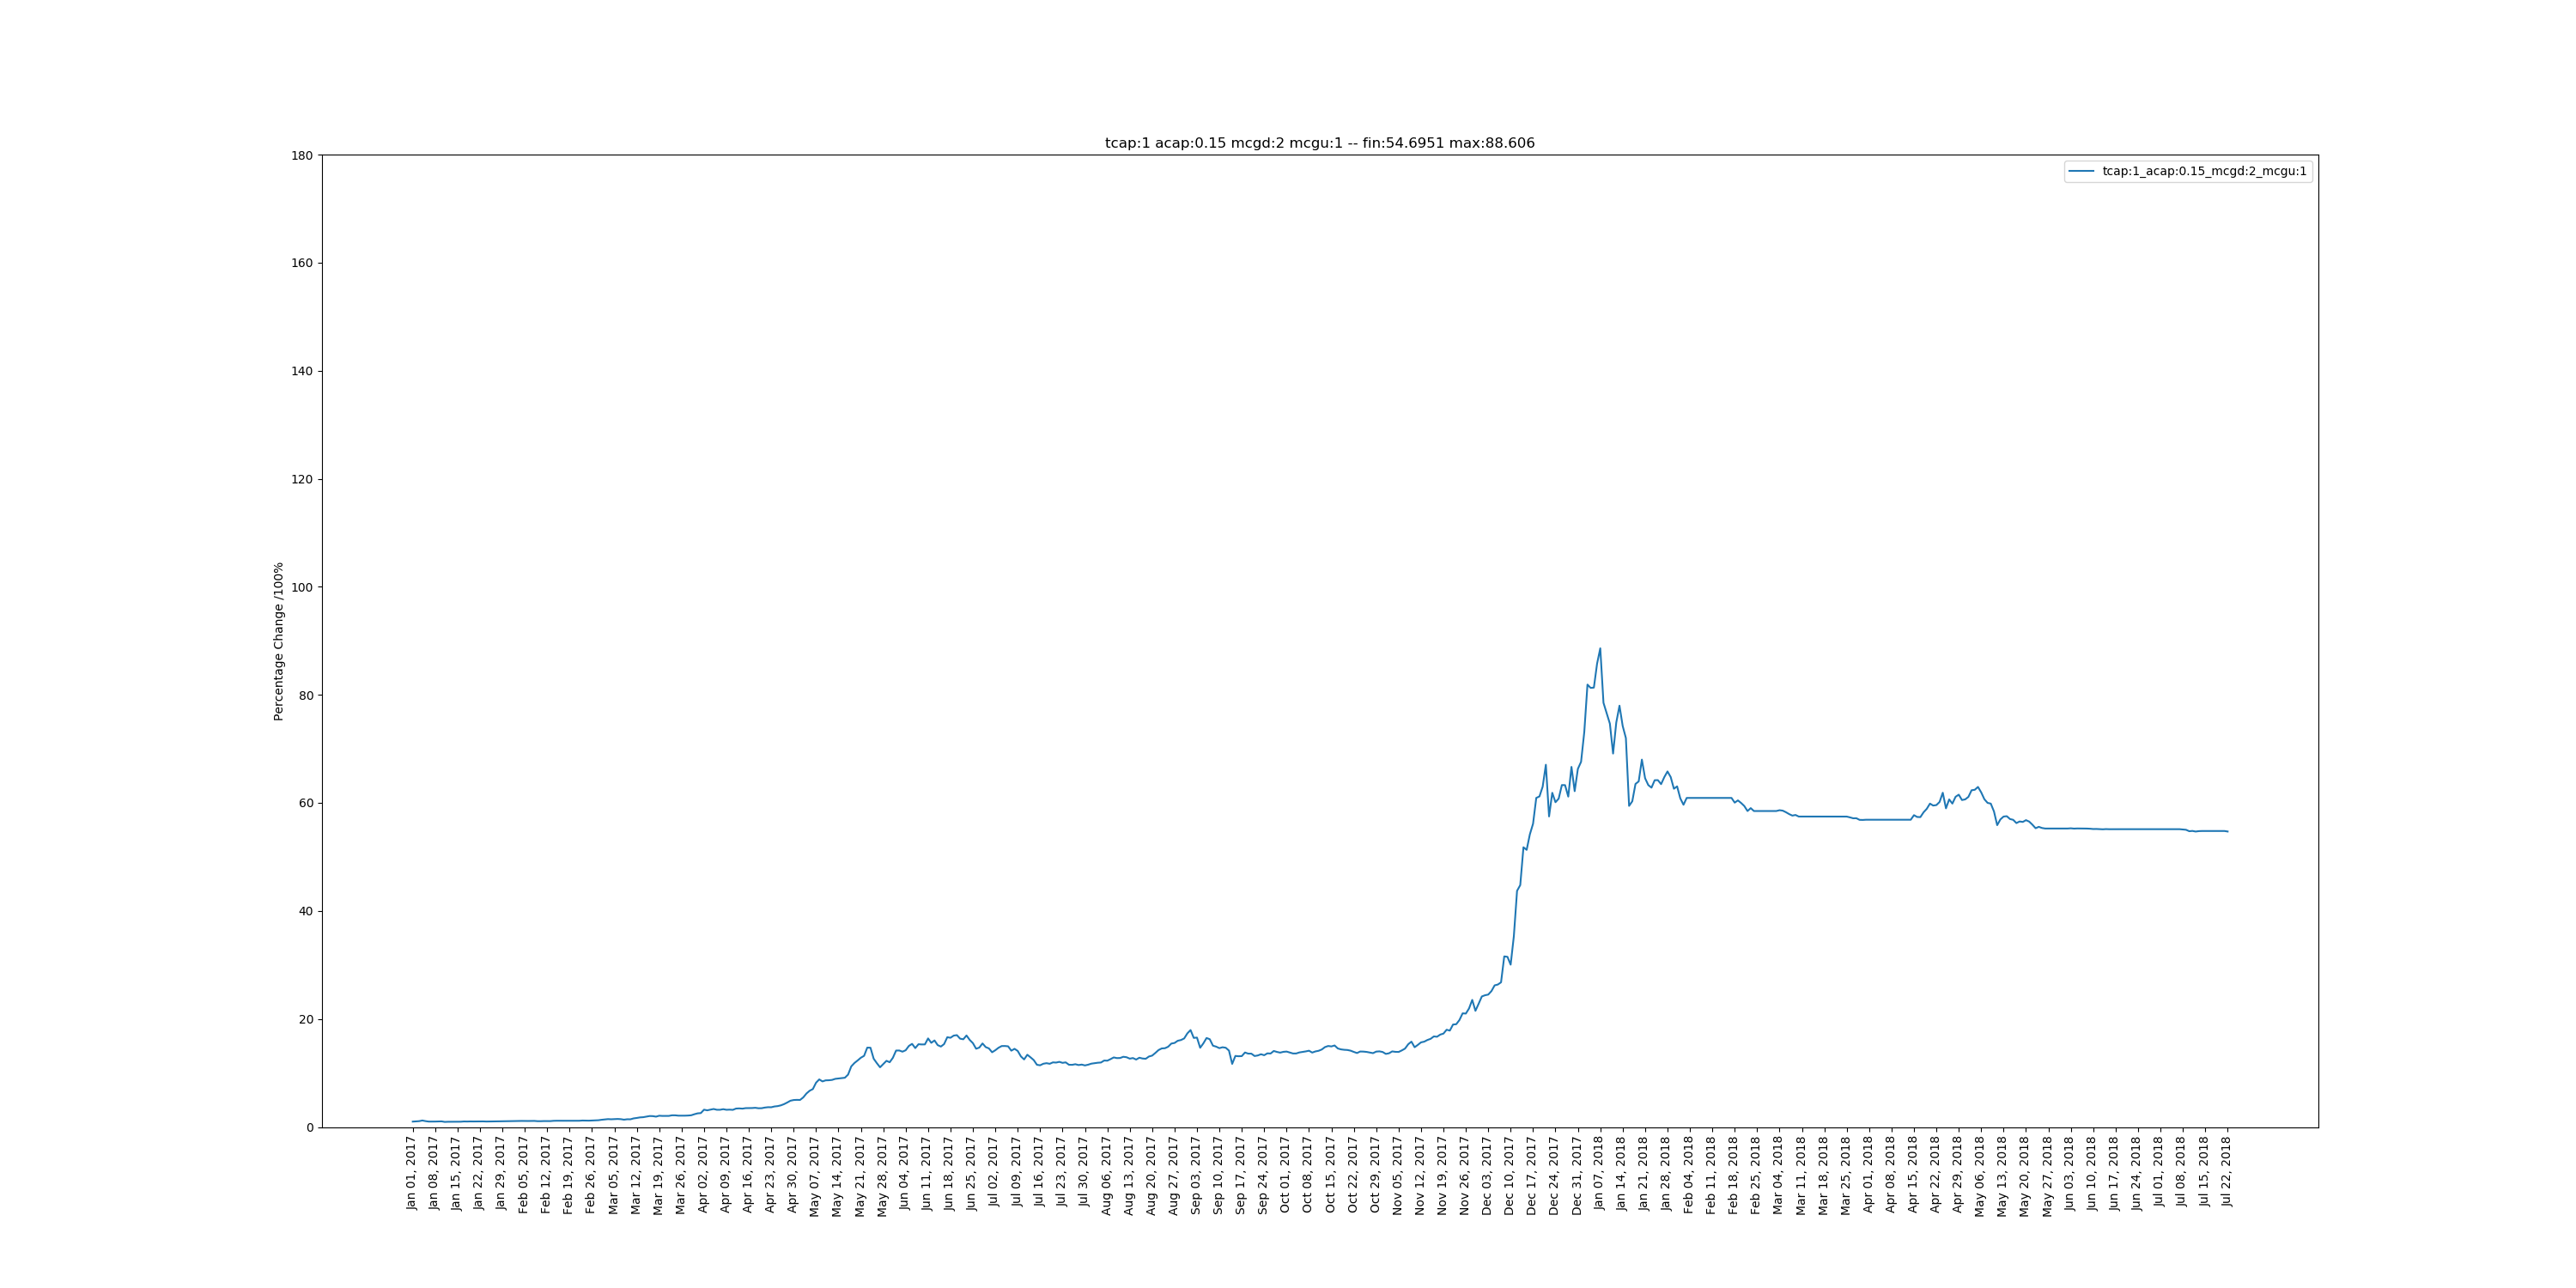 tcap:1 acap:0.15 mcgd:2 mcgu:1 -- fin:54.6951 max:88.606
tcap:1_acap:0.15_mcgd:2_mcgu:1
Percentage Change /100%
180
160
140
120
100
80
60
40
20
0
Jan 01, 2017
Jan 08, 2017
Jan 15, 2017
Jan 22, 2017
Jan 29, 2017
Feb 05, 2017
Feb 12, 2017
Feb 19, 2017
Feb 26, 2017
Mar 05, 2017
Mar 12, 2017
Mar 19, 2017
Mar 26, 2017
Apr 02, 2017
Apr 09, 2017
Apr 16, 2017
Apr 23, 2017
Apr 30, 2017
May 07, 2017
May 14, 2017
May 21, 2017
May 28, 2017
Jun 04, 2017
Jun 11, 2017
Jun 18, 2017
Jun 25, 2017
Jul 02, 2017
Jul 09, 2017
Jul 16, 2017
Jul 23, 2017
Jul 30, 2017
Aug 06, 2017
Aug 13, 2017
Aug 20, 2017
Aug 27, 2017
Sep 03, 2017
Sep 10, 2017
Sep 17, 2017
Sep 24, 2017
Oct 01, 2017
Oct 08, 2017
Oct 15, 2017
Oct 22, 2017
Oct 29, 2017
Nov 05, 2017
Nov 12, 2017
Nov 19, 2017
Nov 26, 2017
Dec 03, 2017
Dec 10, 2017
Dec 17, 2017
Dec 24, 2017
Dec 31, 2017
Jan 07, 2018
Jan 14, 2018
Jan 21, 2018
Jan 28, 2018
Feb 04, 2018
Feb 11, 2018
Feb 18, 2018
Feb 25, 2018
Mar 04, 2018
Mar 11, 2018
Mar 18, 2018
Mar 25, 2018
Apr 01, 2018
Apr 08, 2018
Apr 15, 2018
Apr 22, 2018
Apr 29, 2018
May 06, 2018
May 13, 2018
May 20, 2018
May 27, 2018
Jun 03, 2018
Jun 10, 2018
Jun 17, 2018
Jun 24, 2018
Jul 01, 2018
Jul 08, 2018
Jul 15, 2018
Jul 22, 2018